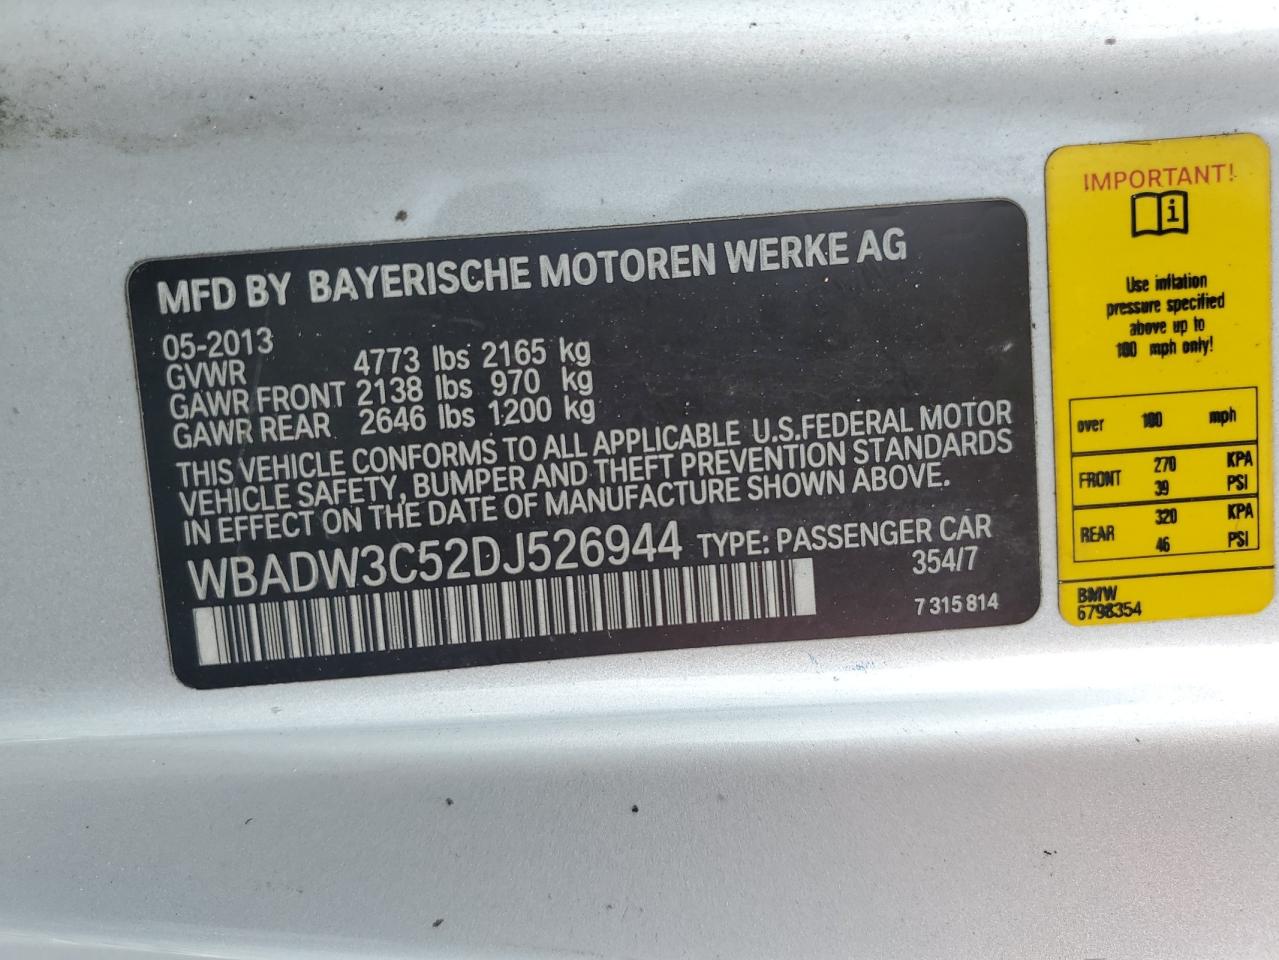 MFD BY BAYERISCHE MOTOREN WERKE AG
05-2013
GVWR 4773 lbs 2165 kg
GAWR FRONT 2138 lbs 970 kg
GAWR REAR 2646 lbs 1200 kg
THIS VEHICLE CONFORMS TO ALL APPLICABLE U.S.FEDERAL MOTOR
VEHICLE SAFETY, BUMPER AND THEFT PREVENTION STANDARDS
IN EFFECT ON THE DATE OF MANUFACTURE SHOWN ABOVE.
WBADW3C52DJ526944 TYPE: PASSENGER CAR
354/7
7 315 814
IMPORTANT!
i
Use inflation
pressure specified
above up to
100 mph only!
over 100 mph
FRONT 270 KPA
39 PSI
REAR 320 KPA
46 PSI
BMW
6798354